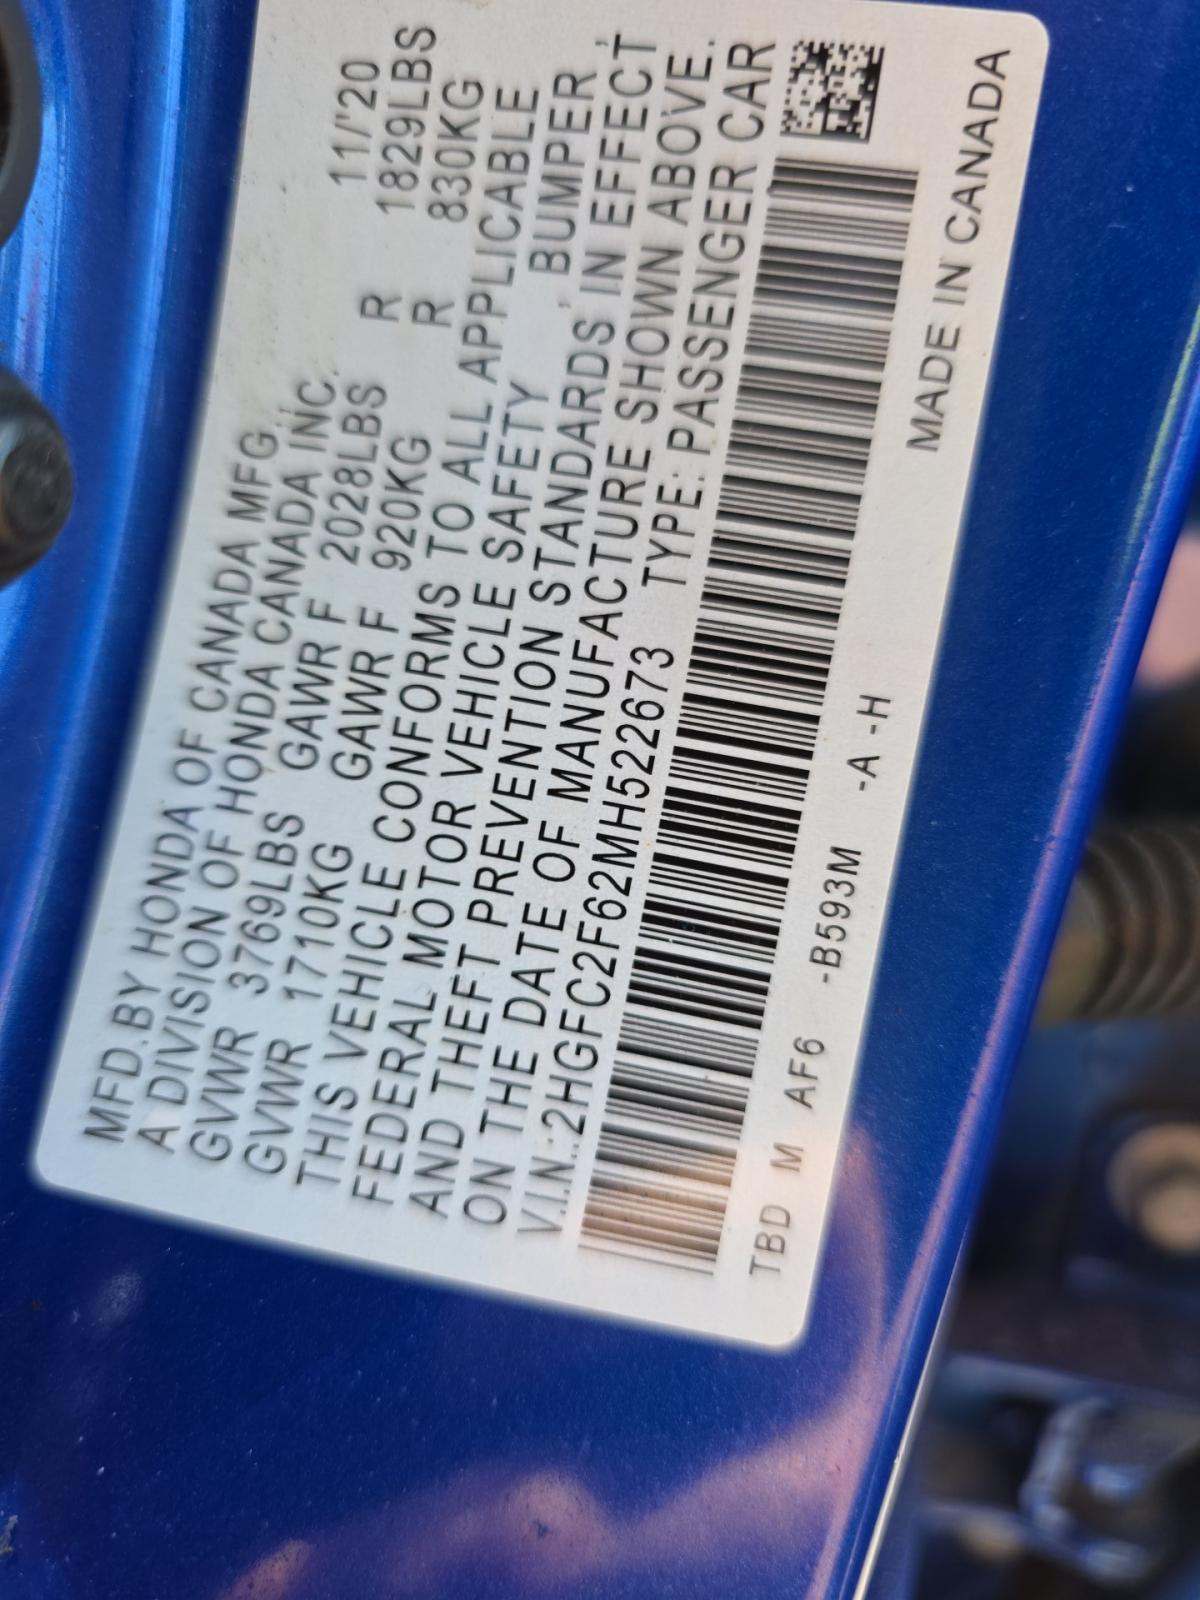 MFD.BY HONDA OF CANADA MFG. 11/'20
A DIVISION OF HONDA CANADA INC.
GVWR 3769LBS GAWR F 2028LBS R 1829LBS
GVWR 1710KG GAWR F 920KG R 830KG
THIS VEHICLE CONFORMS TO ALL APPLICABLE
FEDERAL MOTOR VEHICLE SAFETY, BUMPER,
AND THEFT PREVENTION STANDARDS IN EFFECT
ON THE DATE OF MANUFACTURE SHOWN ABOVE.
V.I.N.:2HGFC2F62MH522673 TYPE: PASSENGER CAR
TBD M AF6 -B593M -A -H
MADE IN CANADA